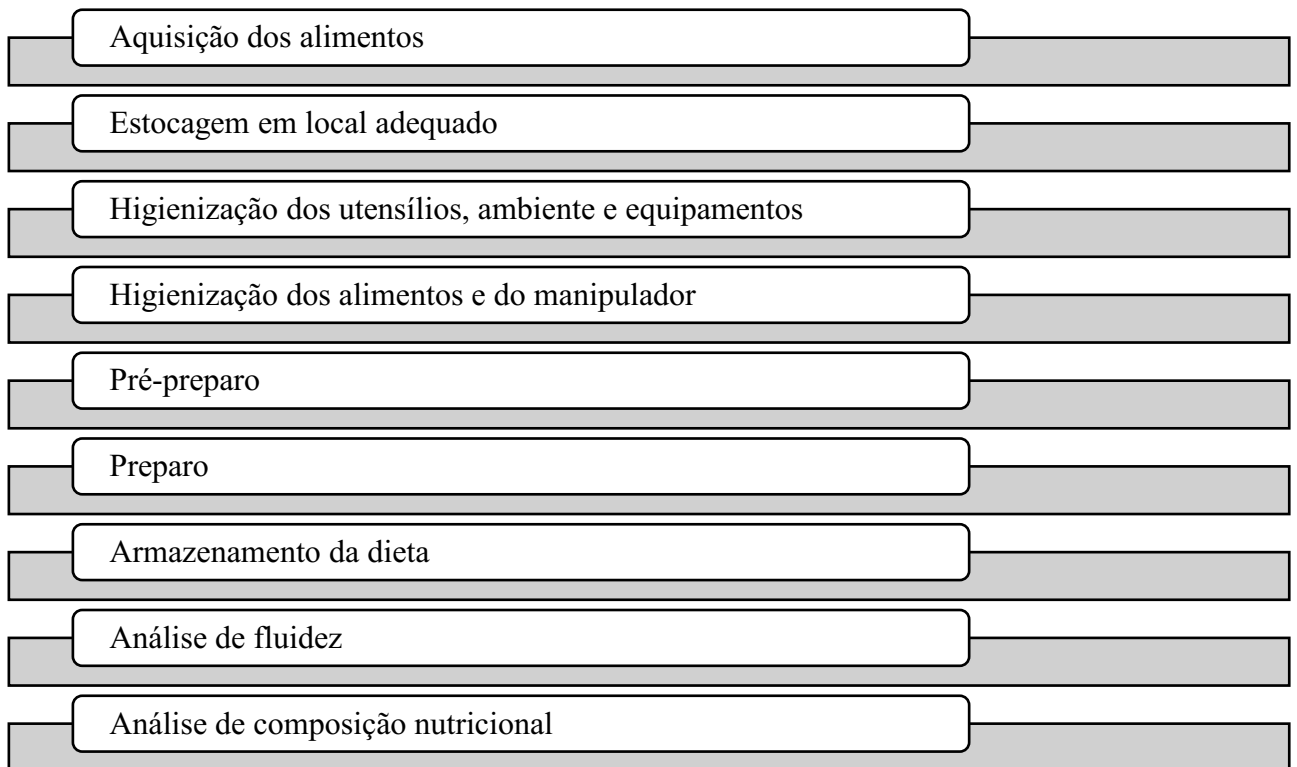 Aquisição dos alimentos
Estocagem em local adequado
Higienização dos utensílios, ambiente e equipamentos
Higienização dos alimentos e do manipulador
Pré-preparo
Preparo
Armazenamento da dieta
Análise de fluidez
Análise de composição nutricional